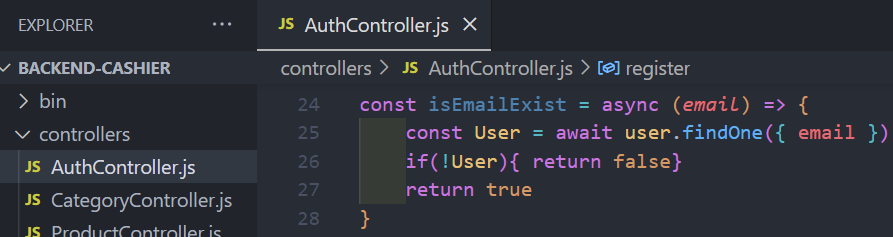 EXPLORER
JS AuthController.js ×
BACKEND-CASHIER
controllers > JS AuthController.js > register
> bin
controllers
JS AuthController.js
JS CategoryController.js
JS ProductController.js
24 const isEmailExist = async (email) => {
25 const User = await user.findOne({ email })
26 if(!User){ return false}
27 return true
28 }